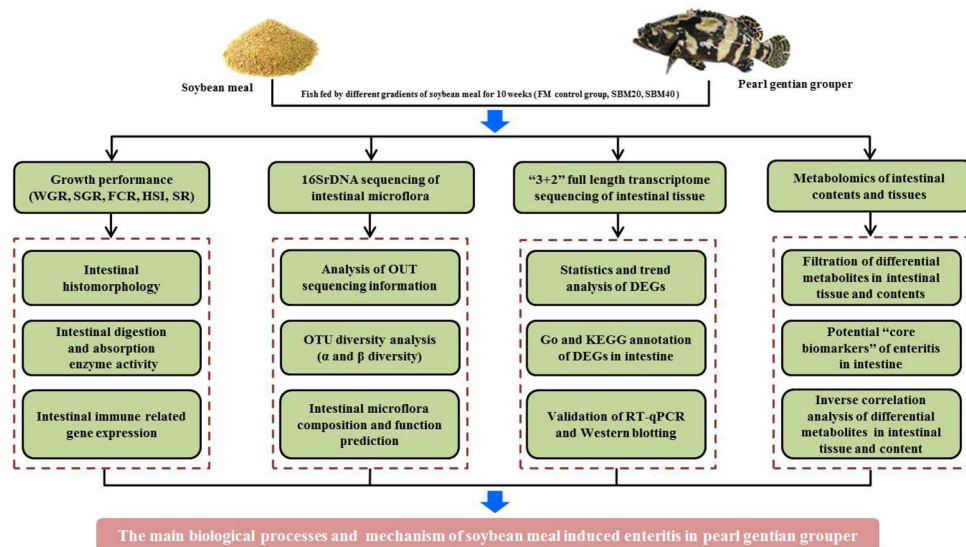 Soybean meal
Pearl gentian grouper
Fish fed by different gradients of soybean meal for 10 weeks (FM control group, SBM20, SBM40)
Growth performance
(WGR, SGR, FCR, HSI, SR)
16SrDNA sequencing of
intestinal microflora
“3+2” full length transcriptome
sequencing of intestinal tissue
Metabolomics of intestinal
contents and tissues
Intestinal
histomorphology
Intestinal digestion
and absorption
enzyme activity
Intestinal immune related
gene expression
Analysis of OUT
sequencing information
OTU diversity analysis
(α and β diversity)
Intestinal microflora
composition and function
prediction
Statistics and trend
analysis of DEGs
Go and KEGG annotation
of DEGs in intestine
Validation of RT-qPCR
and Western blotting
Filtration of differential
metabolites in intestinal
tissue and contents
Potential “core
biomarkers” of enteritis
in intestine
Inverse correlation
analysis of differential
metabolites in intestinal
tissue and content
The main biological processes and mechanism of soybean meal induced enteritis in pearl gentian grouper